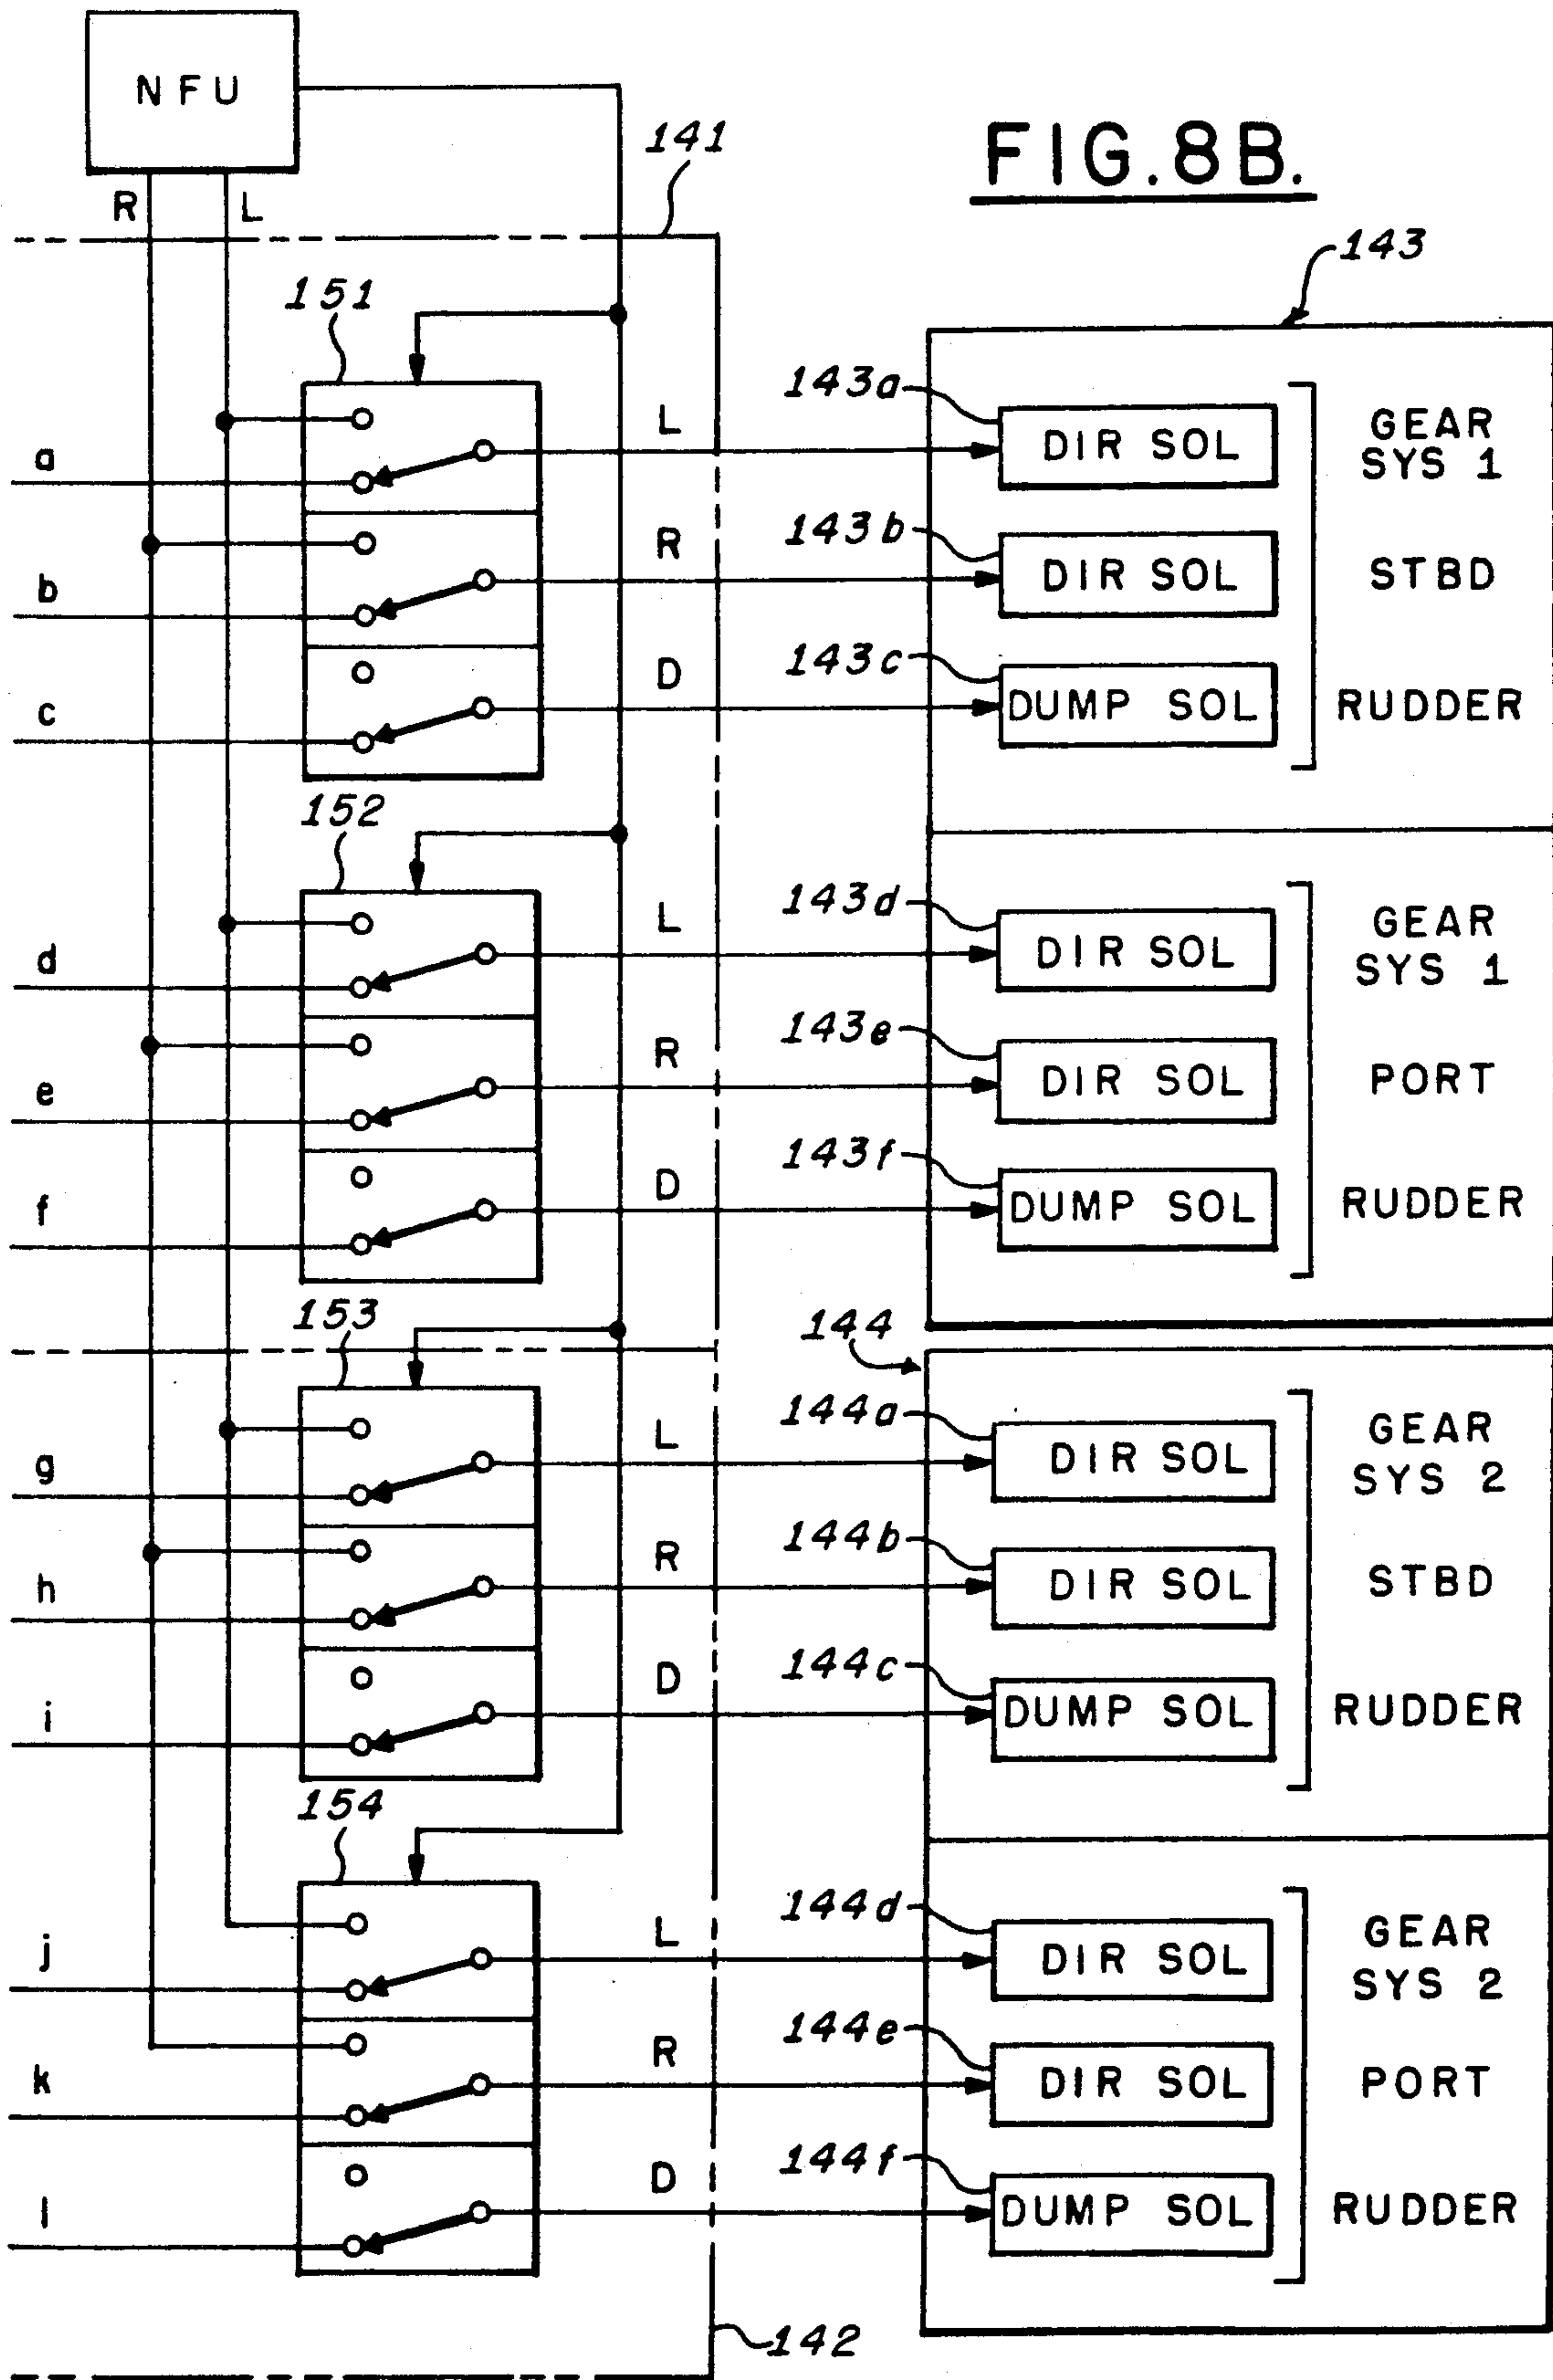 NFU
FIG. 8B.
141
R L
143
151
143a
L
GEAR
a
DIR SOL
SYS 1
143b
R
b
DIR SOL
STBD
143c
D
c
DUMP SOL
RUDDER
152
143d
L
GEAR
d
DIR SOL
SYS 1
143e
R
e
DIR SOL
PORT
143f
D
f
DUMP SOL
RUDDER
153
144
144a
L
GEAR
g
DIR SOL
SYS 2
144b
R
h
DIR SOL
STBD
144c
D
i
DUMP SOL
RUDDER
154
144d
L
GEAR
j
DIR SOL
SYS 2
144e
R
k
DIR SOL
PORT
144f
D
l
DUMP SOL
RUDDER
142